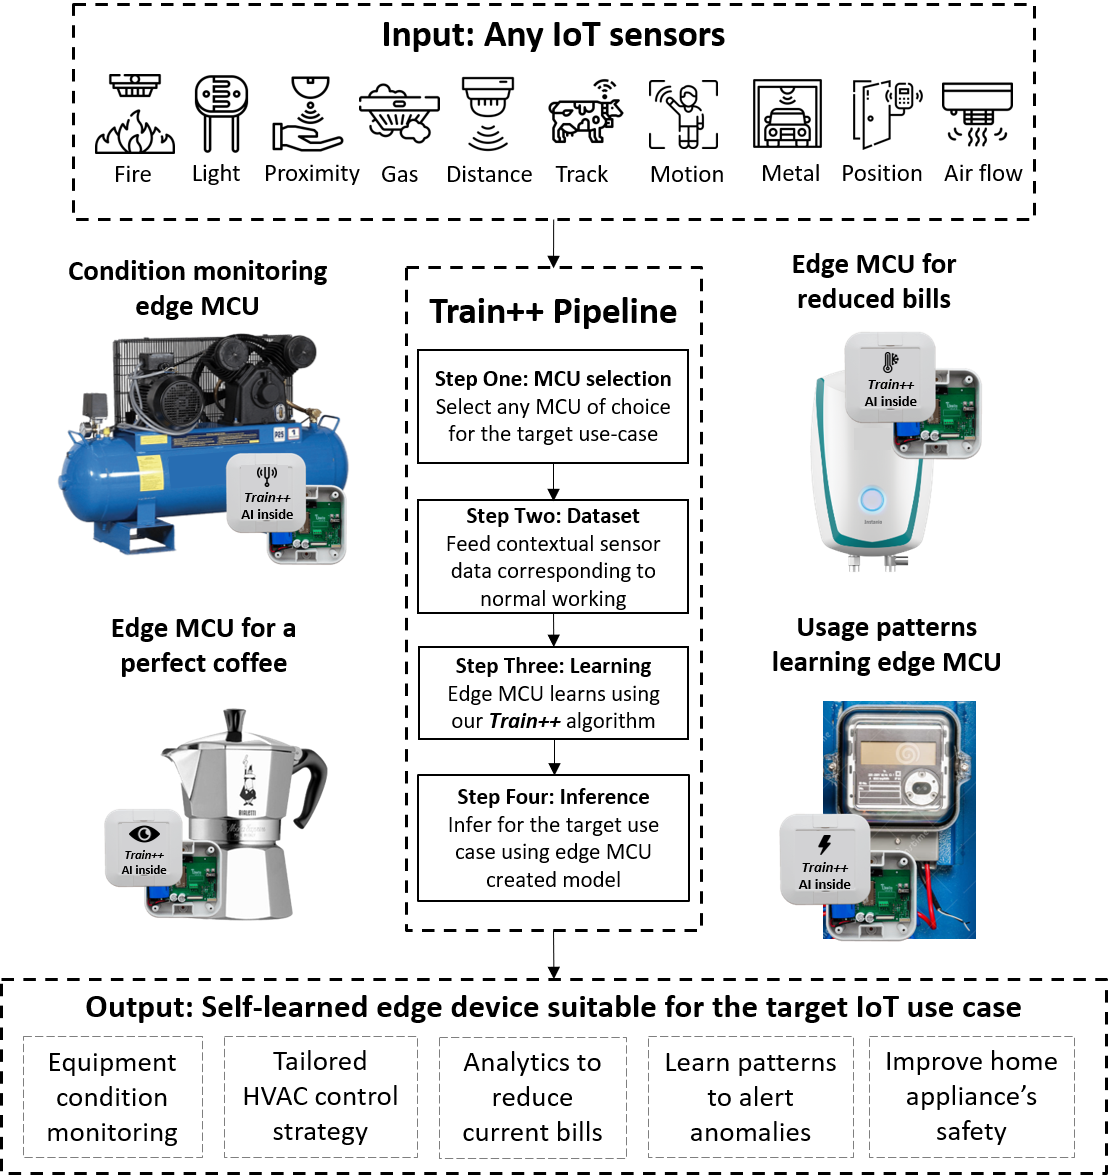 Input: Any IoT sensors
Fire
Light
Proximity
Gas
Distance
Track
Motion
Metal
Position
Air flow
Condition monitoring
edge MCU
Train++
AI inside
Edge MCU for a
perfect coffee
BIALETTI
Train++
AI inside
Train++ Pipeline
Step One: MCU selection
Select any MCU of choice
for the target use-case
Step Two: Dataset
Feed contextual sensor
data corresponding to
normal working
Step Three: Learning
Edge MCU learns using
our Train++ algorithm
Step Four: Inference
Infer for the target use
case using edge MCU
created model
Edge MCU for
reduced bills
Train++
AI inside
Usage patterns
learning edge MCU
Train++
AI inside
Output: Self-learned edge device suitable for the target IoT use case
Equipment
condition
monitoring
Tailored
HVAC control
strategy
Analytics to
reduce
current bills
Learn patterns
to alert
anomalies
Improve home
appliance’s
safety